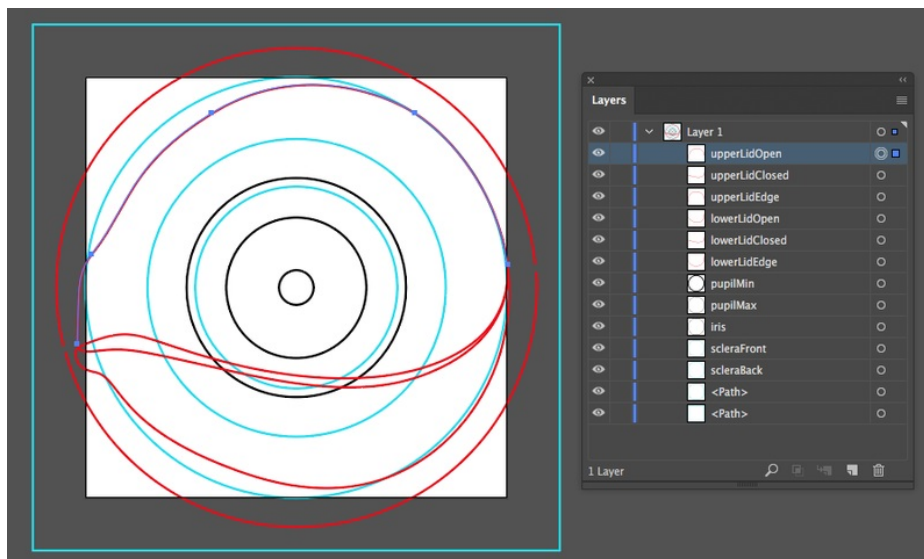 Layers
Layer 1
upperLidOpen
upperLidClosed
upperLidEdge
lowerLidOpen
lowerLidClosed
lowerLidEdge
pupilMin
pupilMax
iris
scleraFront
scleraBack
<Path>
<Path>
1 Layer